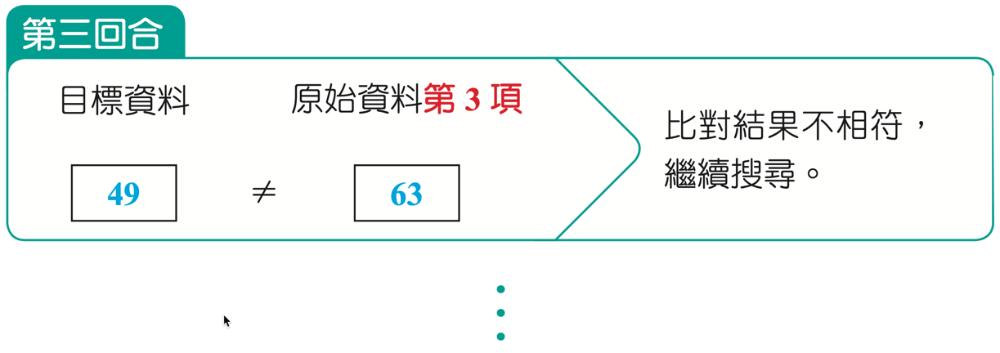 第三回合
目標資料
原始資料第 3 項
49
≠
63
比對結果不相符，
繼續搜尋。